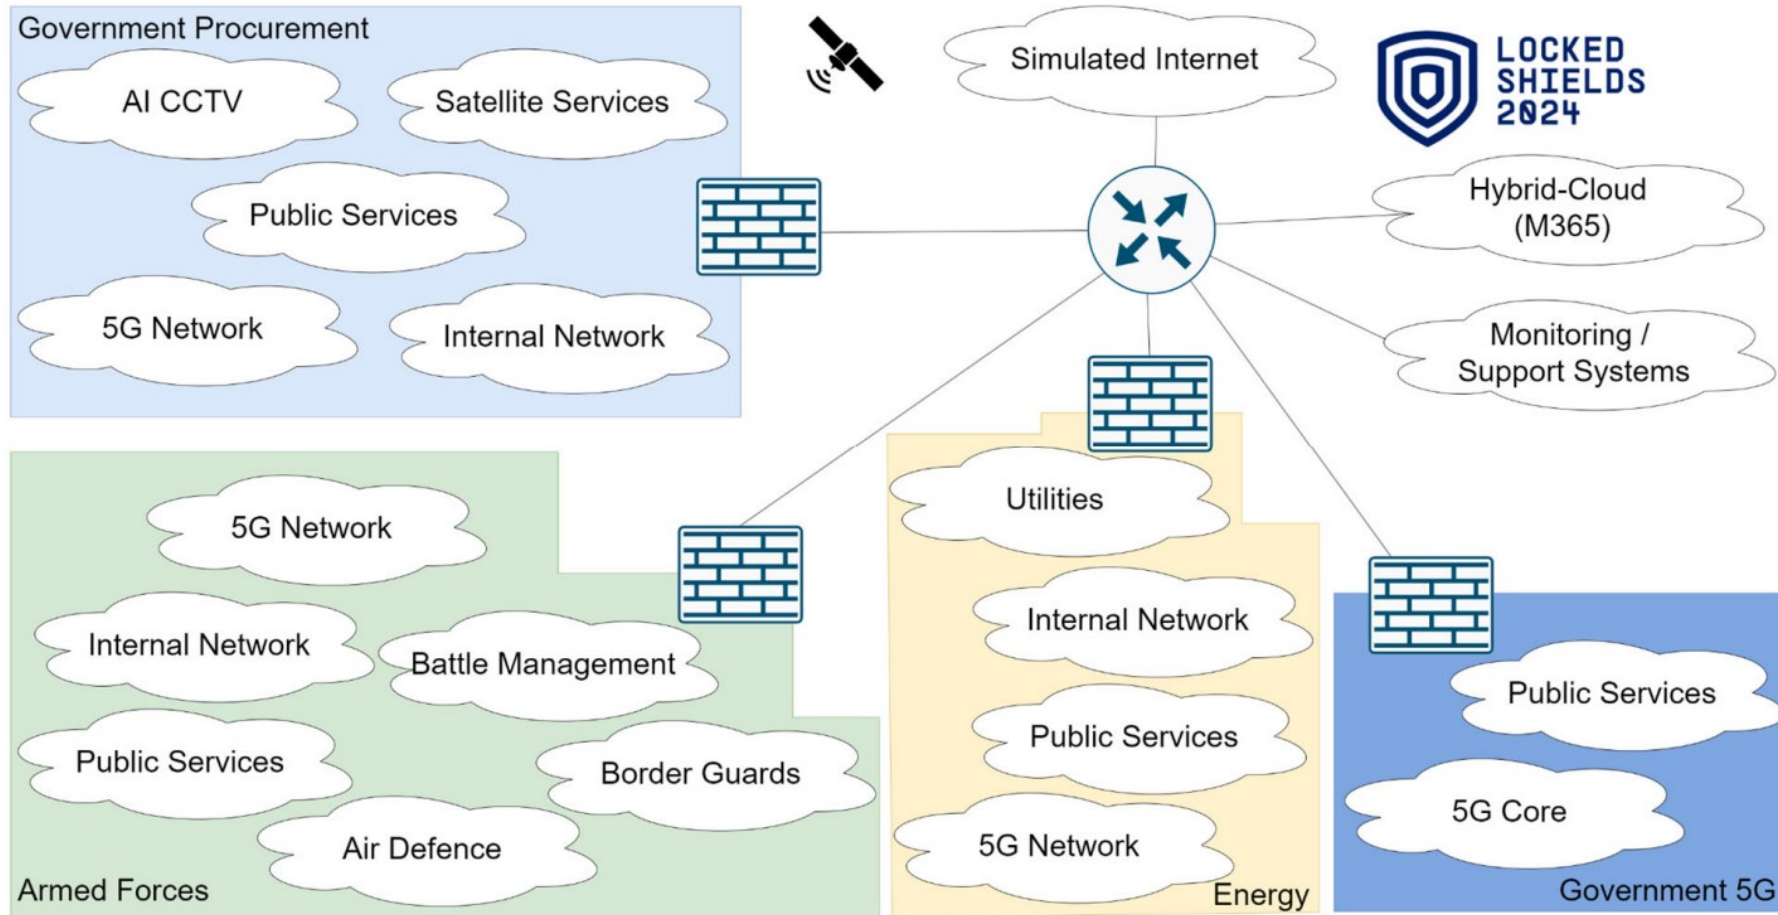 Government Procurement
AI CCTV
Satellite Services
Public Services
5G Network
Internal Network
Simulated Internet
LOCKED
SHIELDS
2024
Hybrid-Cloud
(M365)
Monitoring /
Support Systems
5G Network
Internal Network
Battle Management
Public Services
Border Guards
Air Defence
Armed Forces
Utilities
Internal Network
Public Services
5G Network
Energy
Public Services
5G Core
Government 5G